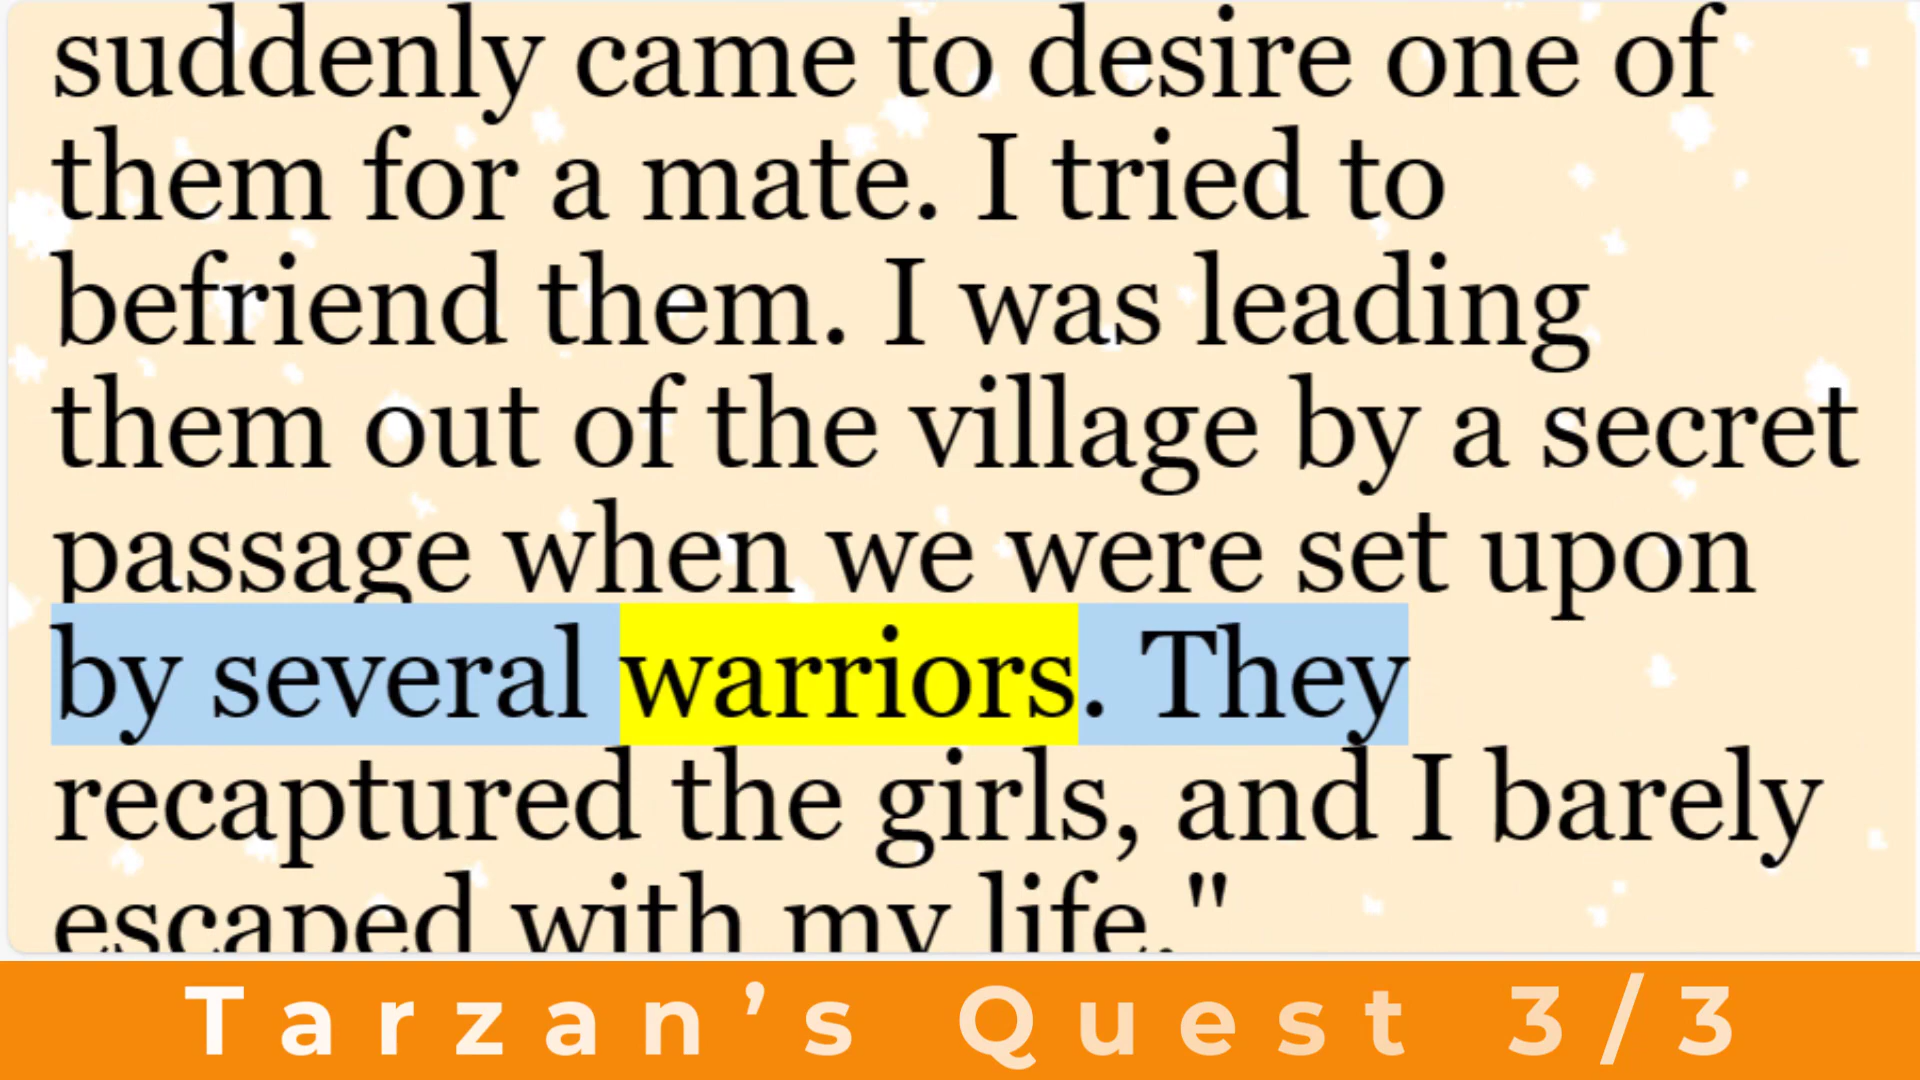 suddenly came to desire one of
them for a mate. I tried to
befriend them. I was leading
them out of the village by a secret
passage when we were set upon
by several warriors. They
recaptured the girls, and I barely
escaped with my life."
Tarzan’s Quest 3/3